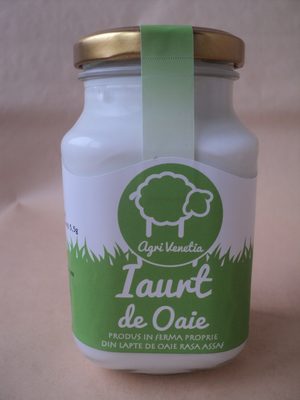 Agri Venetia
Iaurt
de Oaie
PRODUS IN FERMA PROPRIE
DIN LAPTE DE OAIE RASA ASSAF